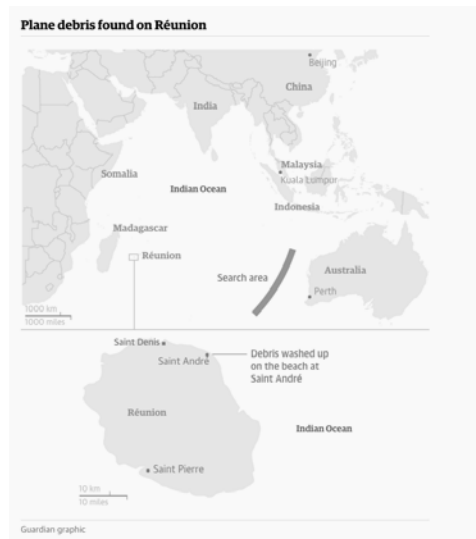 Plane debris found on Réunion
Beijing
China
India
Malaysia
Kuala Lumpur
Somalia
Indian Ocean
Indonesia
Madagascar
Réunion
Australia
Search area
Perth
1000 km
1000 miles
Saint Denis
Saint André
Debris washed up
on the beach at
Saint André
Réunion
Indian Ocean
Saint Pierre
10 km
10 miles
Guardian graphic